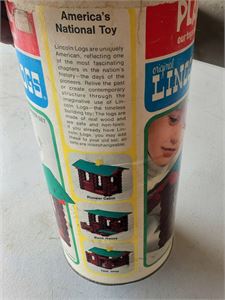 America's
National Toy
Lincoln Logs are uniquely
American, reflecting one
of the most fascinating
chapters in the nation's
history—the days of the
pioneers. Relive the past
or create contemporary
structure through the
imaginative use of Lin-
coln Logs - the timeless
building toy! The logs are
made of real wood and
are safe and non-toxic.
If you already have Lin-
coln Logs, you may add
these to your old set; all
sets are interchangeable.
Pioneer Cabin
OGS
PL
original
LINC